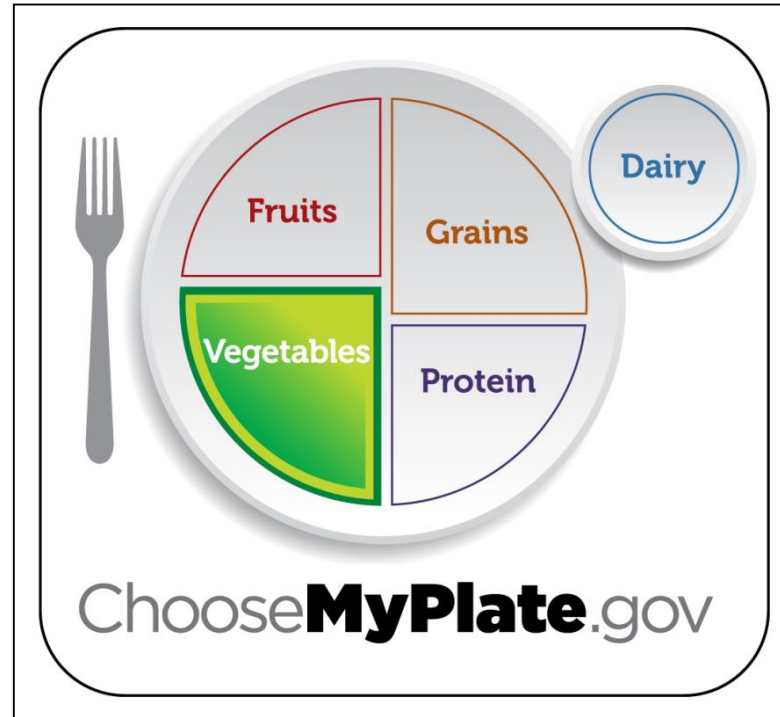 Fruits
Grains
Dairy
Vegetables
Protein
ChooseMyPlate.gov